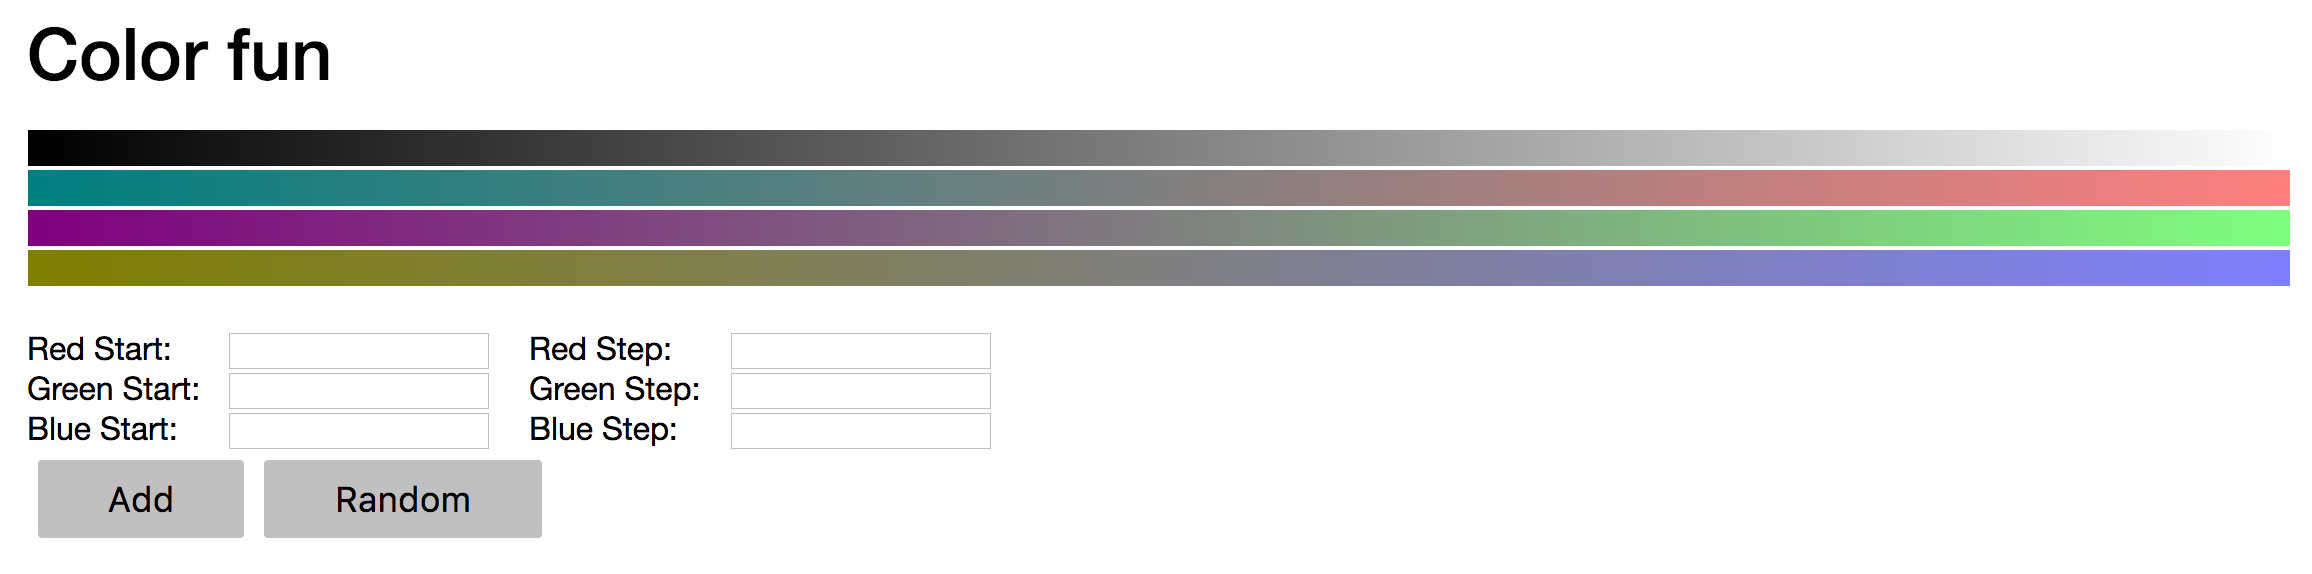 Color fun
Red Start: Red Step:
Green Start: Green Step:
Blue Start: Blue Step:
Add Random